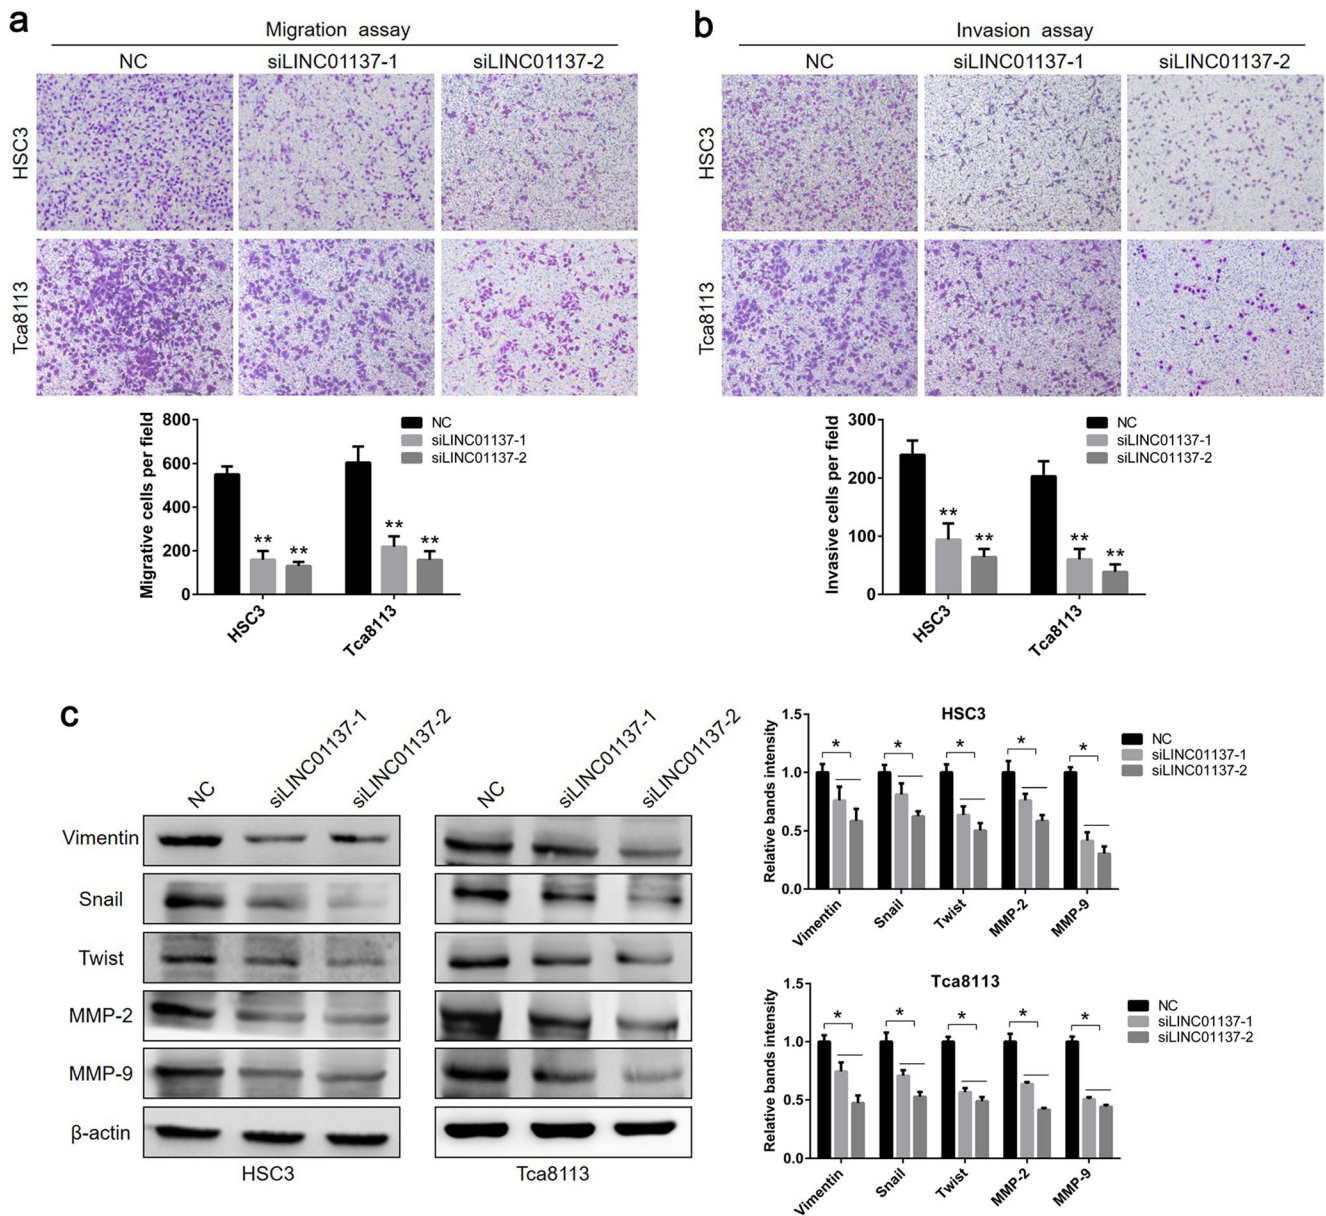 a
Migration assay
NC siLINC01137-1 siLINC01137-2
HSC3
Tca8113
800
600
400
200
0
Migrative cells per field
NC
siLINC01137-1
siLINC01137-2
** **
** **
HSC3
Tca8113
b
Invasion assay
NC siLINC01137-1 siLINC01137-2
HSC3
Tca8113
300
200
100
0
Invasive cells per field
NC
siLINC01137-1
siLINC01137-2
** **
** **
HSC3
Tca8113
c
NC siLINC01137-1 siLINC01137-2
NC siLINC01137-1 siLINC01137-2
Vimentin
Snail
Twist
MMP-2
MMP-9
β-actin
HSC3
Tca8113
HSC3
1.5
1.0
0.5
0.0
Relative bands intensity
* * * * *
NC
siLINC01137-1
siLINC01137-2
Vimentin Snail Twist MMP-2 MMP-9
Tca8113
1.5
1.0
0.5
0.0
Relative bands intensity
* * * * *
NC
siLINC01137-1
siLINC01137-2
Vimentin Snail Twist MMP-2 MMP-9